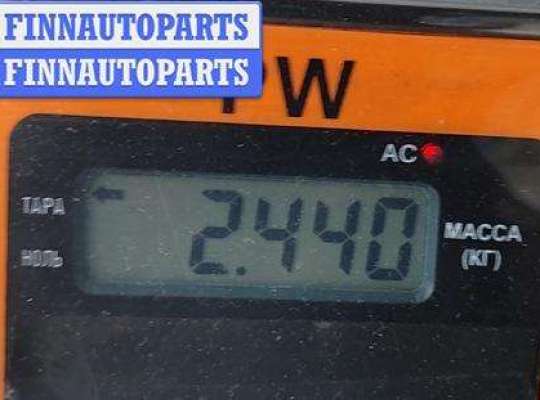 FINNAUTOPARTS
FINNAUTOPARTS
PW
AC
ТАРА
2.440
МАССА
НОЛЬ
(КГ)